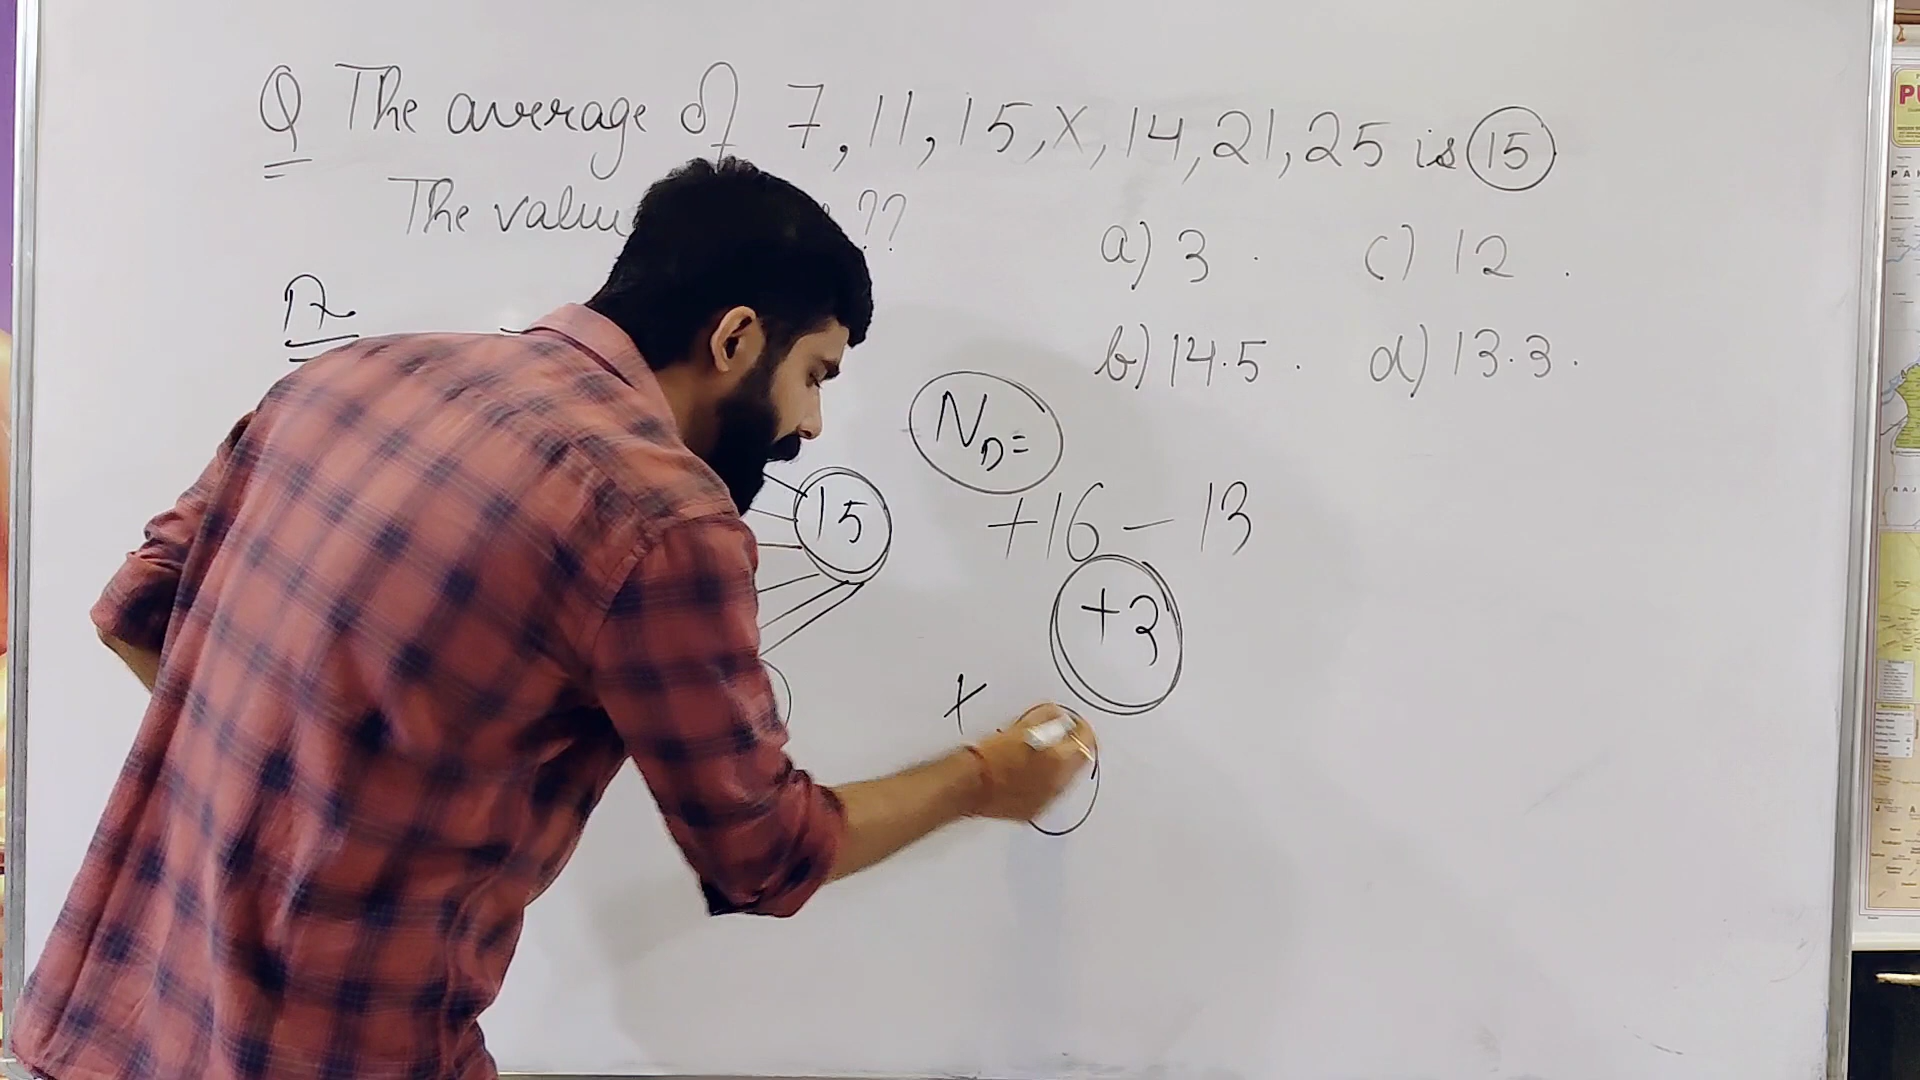 Q The average of 7, 11, 15, x, 14, 21, 25 is 15
The value ??
a) 3 . c) 12 .
b) 14.5 . d) 13.3 .
N_D =
15
+16 - 13
+3
x